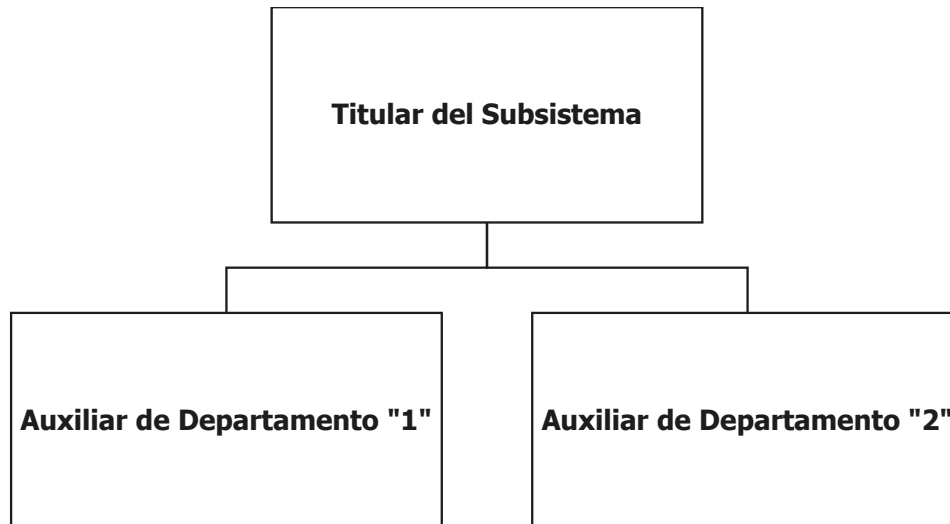 Titular del Subsistema
Auxiliar de Departamento "1"
Auxiliar de Departamento "2"